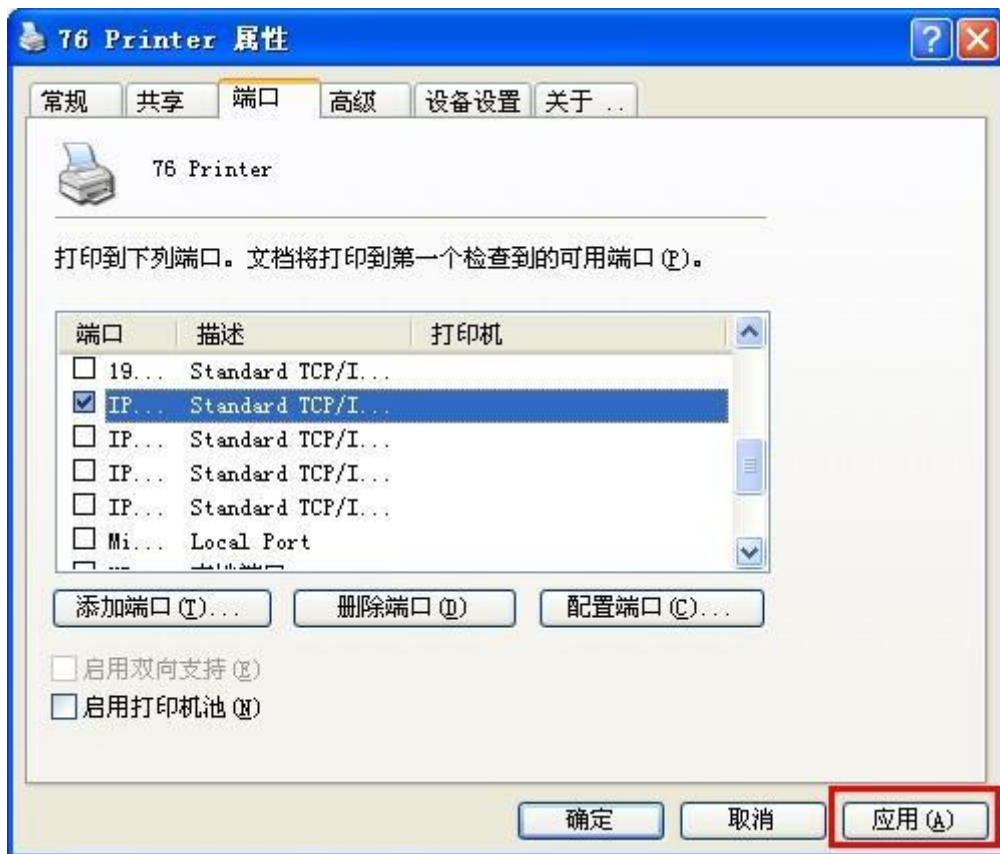 76 Printer 属性
常规 共享 端口 高级 设备设置 关于 ..
76 Printer
打印到下列端口。文档将打印到第一个检查到的可用端口(P)。
端口 描述 打印机
19... Standard TCP/I...
IP... Standard TCP/I...
IP... Standard TCP/I...
IP... Standard TCP/I...
IP... Standard TCP/I...
Mi... Local Port
添加端口(T)... 删除端口(D) 配置端口(C)...
启用双向支持(E)
启用打印机池(N)
确定 取消 应用(A)